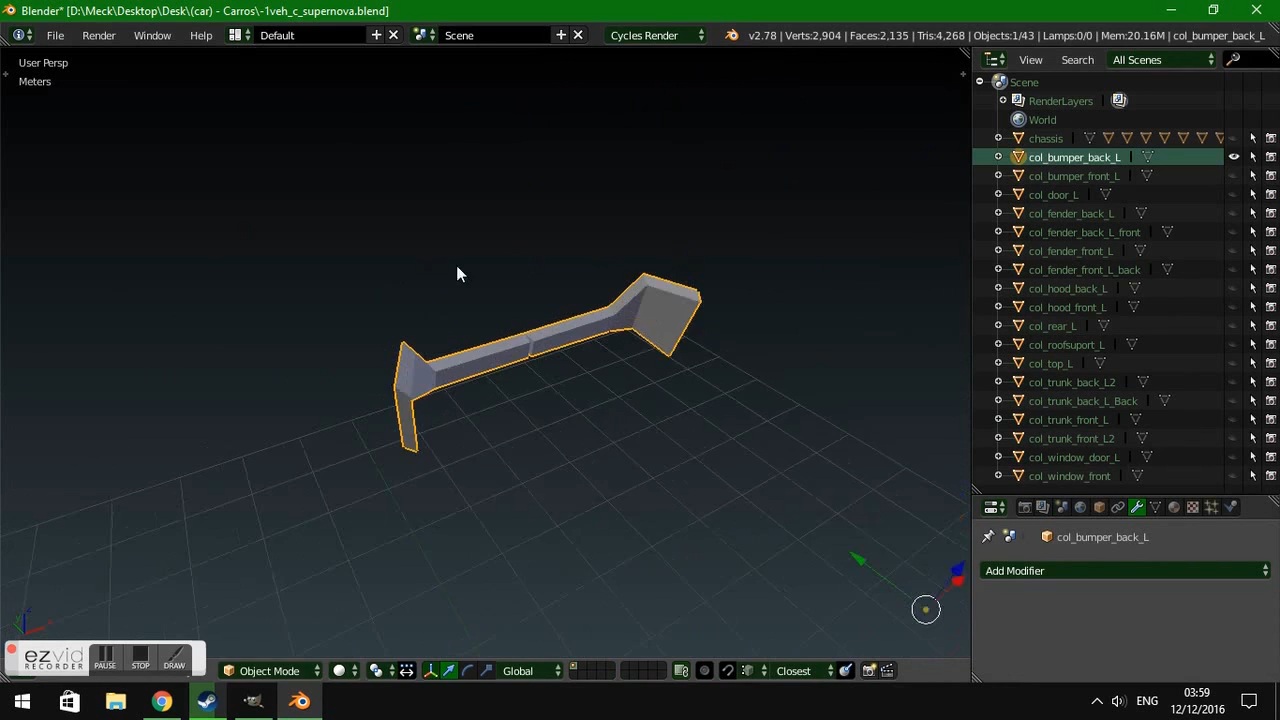 Blender* [D:\Meck\Desktop\Desk\(car) - Carros\-1veh_c_supernova.blend]
File Render Window Help Default Scene Cycles Render v2.78 | Verts:2,904 | Faces:2,135 | Tris:4,268 | Objects:1/43 | Lamps:0/0 | Mem:20.16M | col_bumper_back_L
User Persp
Meters
View Search All Scenes
Scene
RenderLayers
World
chassis
col_bumper_back_L
col_bumper_front_L
col_door_L
col_fender_back_L
col_fender_back_L_front
col_fender_front_L
col_fender_front_L_back
col_hood_back_L
col_hood_front_L
col_rear_L
col_roofsuport_L
col_top_L
col_trunk_back_L2
col_trunk_back_L_Back
col_trunk_front_L
col_trunk_front_L2
col_window_door_L
col_window_front
col_bumper_back_L
Add Modifier
ezvid
RECORDER
PAUSE STOP DRAW
Object Mode Global Closest
ENG
03:59
12/12/2016